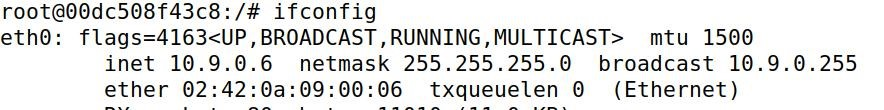 root@00dc508f43c8:/# ifconfig
eth0: flags=4163<UP,BROADCAST,RUNNING,MULTICAST>  mtu 1500
        inet 10.9.0.6  netmask 255.255.255.0  broadcast 10.9.0.255
        ether 02:42:0a:09:00:06  txqueuelen 0  (Ethernet)